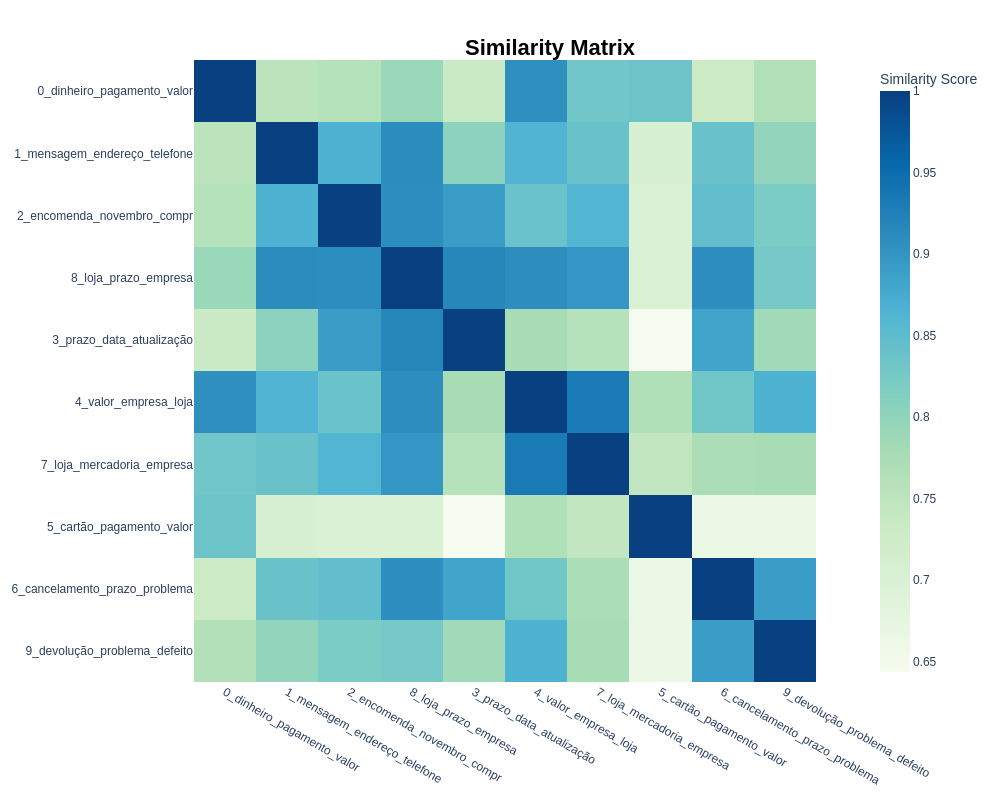 Similarity Matrix
Similarity Score
0_dinheiro_pagamento_valor
1_mensagem_endereço_telefone
2_encomenda_novembro_compr
8_loja_prazo_empresa
3_prazo_data_atualização
4_valor_empresa_loja
7_loja_mercadoria_empresa
5_cartão_pagamento_valor
6_cancelamento_prazo_problema
9_devolução_problema_defeito
0_dinheiro_pagamento_valor
1_mensagem_endereço_telefone
2_encomenda_novembro_compr
8_loja_prazo_empresa
3_prazo_data_atualização
4_valor_empresa_loja
7_loja_mercadoria_empresa
5_cartão_pagamento_valor
6_cancelamento_prazo_problema
9_devolução_problema_defeito
1
0.95
0.9
0.85
0.8
0.75
0.7
0.65